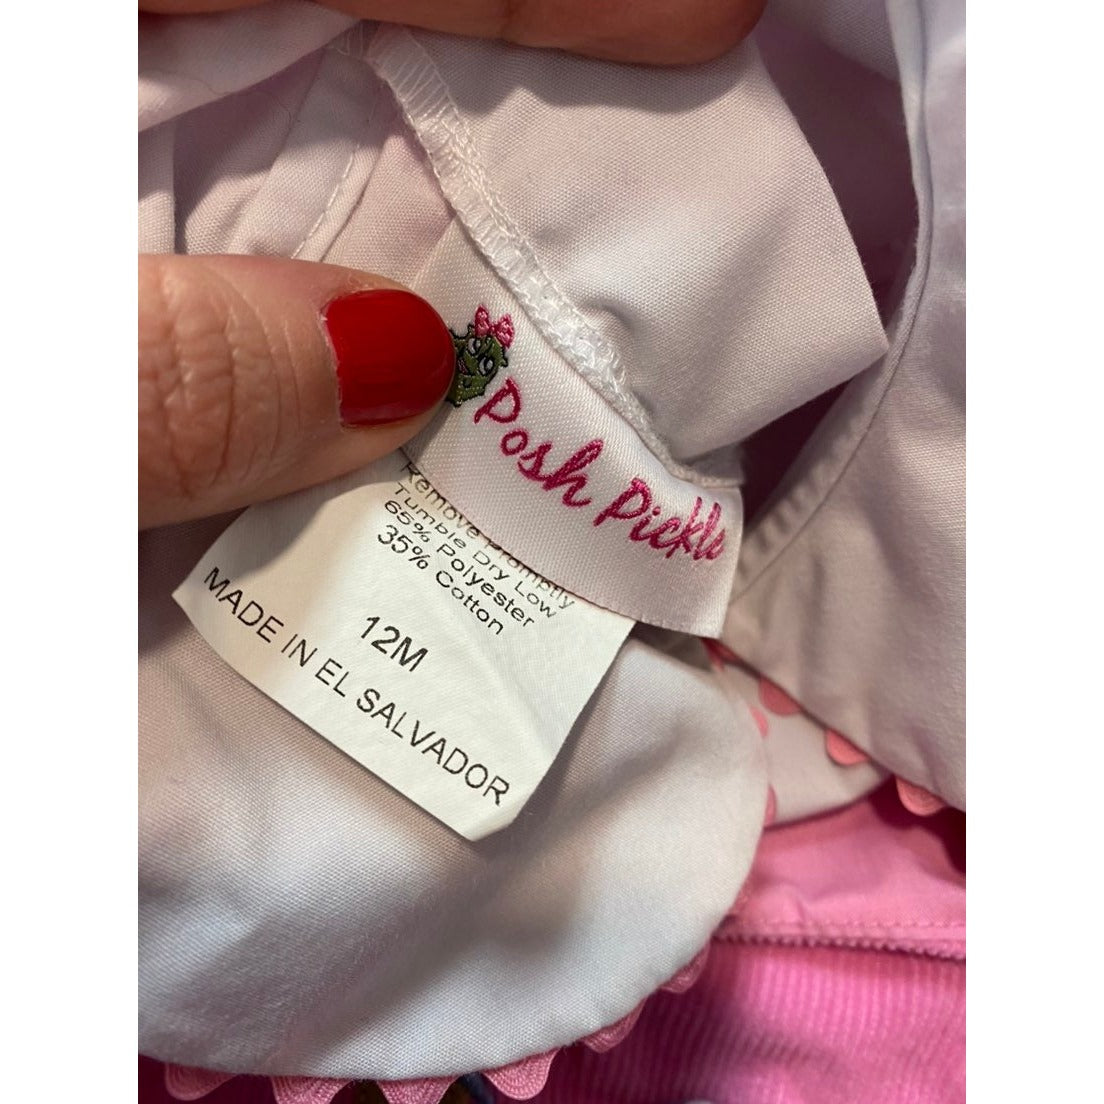 Posh Pickle
Remove Promptly
Tumble Dry Low
65% Polyester
35% Cotton
12M
MADE IN EL SALVADOR